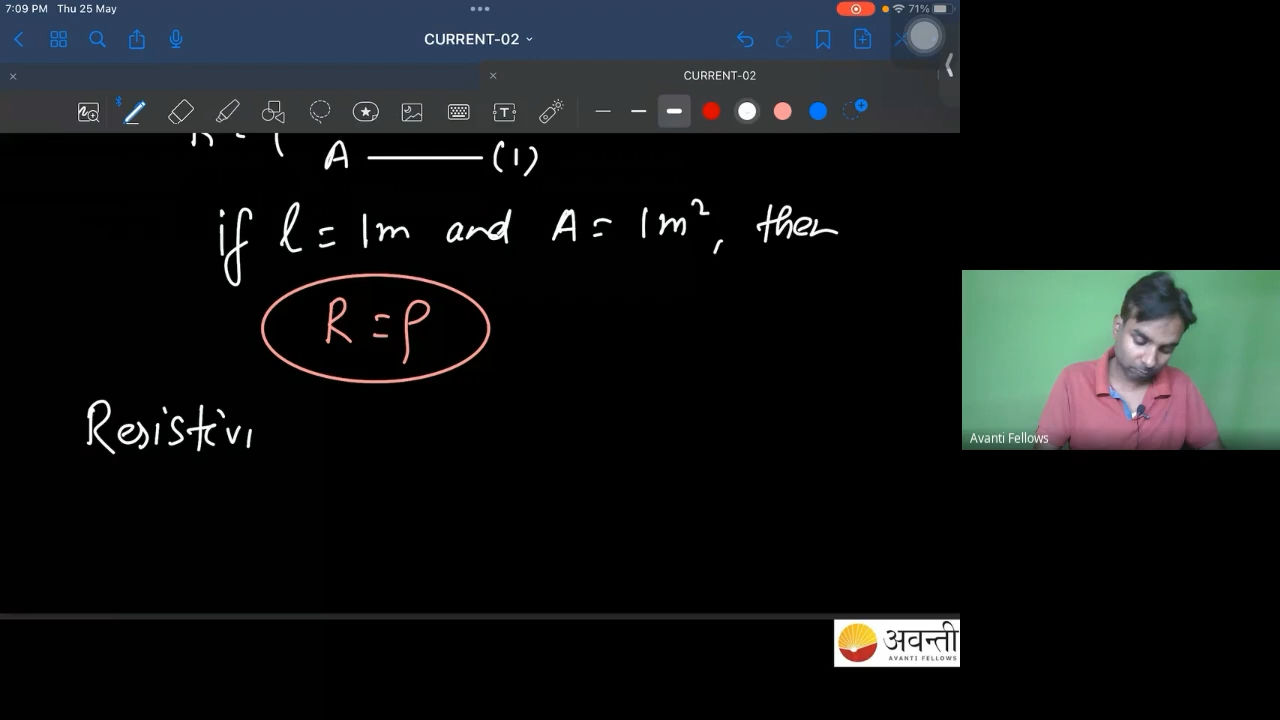 7:09 PM Thu 25 May
71%
CURRENT-02
CURRENT-02
A (1)
if l = 1m and A = 1m², then
R = ρ
Resistivi
Avanti Fellows
अवन्ती
AVANTI FELLOWS